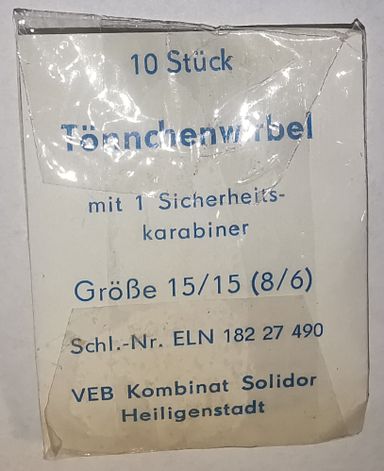 10 Stück
Tönnchenwirbel
mit 1 Sicherheits-
karabiner
Größe 15/15 (8/6)
Schl.-Nr. ELN 182 27 490
VEB Kombinat Solidor
Heiligenstadt